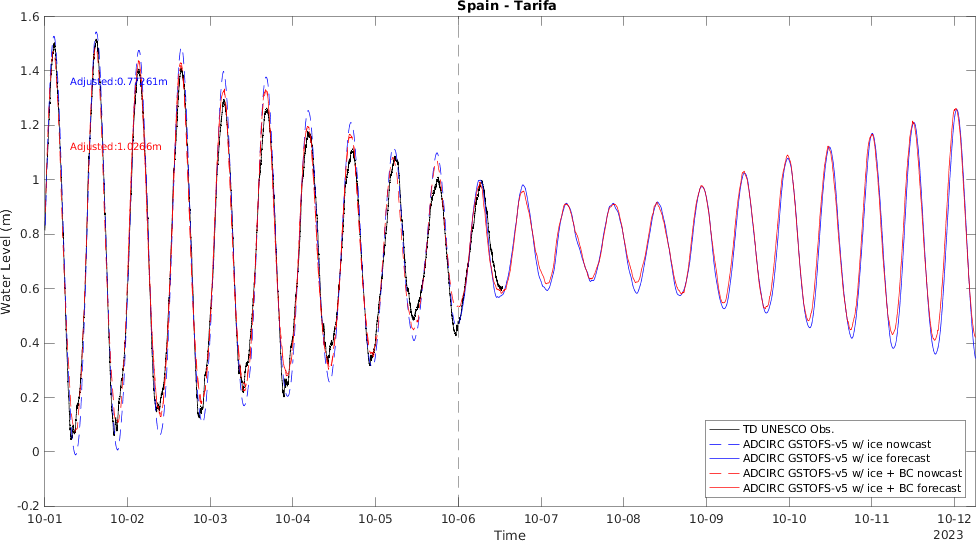 Spain - Tarifa
1.6
1.4
1.2
1
0.8
0.6
0.4
0.2
0
-0.2
Water Level (m)
Adjusted:0.77261m
Adjusted:1.0266m
TD UNESCO Obs.
ADCIRC GSTOFS-v5 w/ ice nowcast
ADCIRC GSTOFS-v5 w/ ice forecast
ADCIRC GSTOFS-v5 w/ ice + BC nowcast
ADCIRC GSTOFS-v5 w/ ice + BC forecast
10-01 10-02 10-03 10-04 10-05 10-06 10-07 10-08 10-09 10-10 10-11 10-12
Time
2023